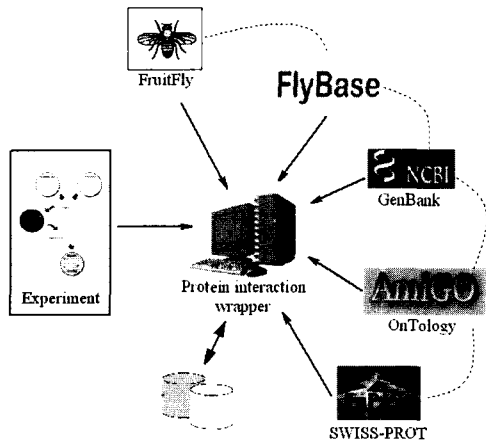 FruitFly
FlyBase
NCBI
GenBank
Experiment
Protein interaction
wrapper
AmiGO
OnTology
SWISS-PROT